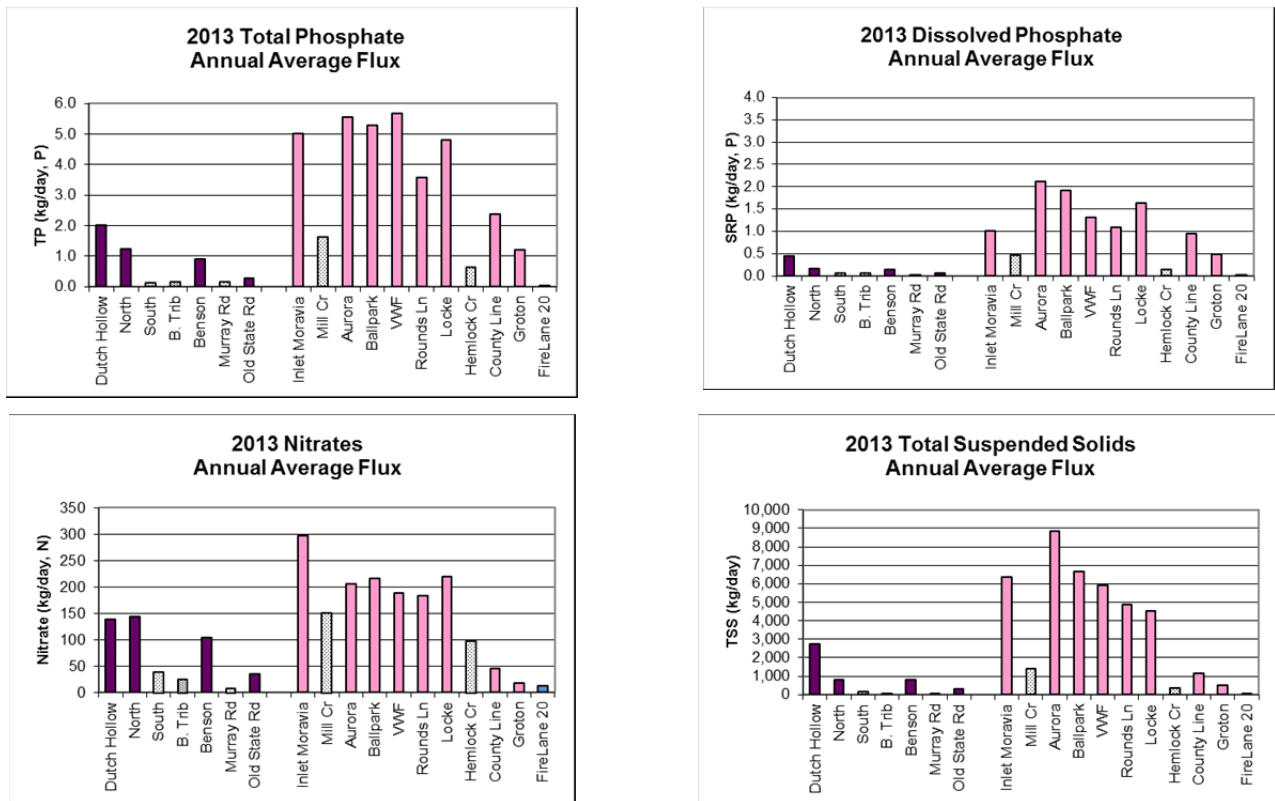 2013 Total Phosphate
Annual Average Flux
TP (kg/day, P)
6.0
5.0
4.0
3.0
2.0
1.0
0.0
Dutch Hollow
North
South
B. Trib
Benson
Murray Rd
Old State Rd
Inlet Moravia
Mill Cr
Aurora
Ballpark
VWF
Rounds Ln
Locke
Hemlock Cr
County Line
Groton
FireLane 20
2013 Dissolved Phosphate
Annual Average Flux
SRP (kg/day, P)
4.0
3.5
3.0
2.5
2.0
1.5
1.0
0.5
0.0
Dutch Hollow
North
South
B. Trib
Benson
Murray Rd
Old State Rd
Inlet Moravia
Mill Cr
Aurora
Ballpark
VWF
Rounds Ln
Locke
Hemlock Cr
County Line
Groton
FireLane 20
2013 Nitrates
Annual Average Flux
Nitrate (kg/day, N)
350
300
250
200
150
100
50
0
Dutch Hollow
North
South
B. Trib
Benson
Murray Rd
Old State Rd
Inlet Moravia
Mill Cr
Aurora
Ballpark
VWF
Rounds Ln
Locke
Hemlock Cr
County Line
Groton
FireLane 20
2013 Total Suspended Solids
Annual Average Flux
TSS (kg/day)
10,000
9,000
8,000
7,000
6,000
5,000
4,000
3,000
2,000
1,000
0
Dutch Hollow
North
South
B. Trib
Benson
Murray Rd
Old State Rd
Inlet Moravia
Mill Cr
Aurora
Ballpark
VWF
Rounds Ln
Locke
Hemlock Cr
County Line
Groton
FireLane 20